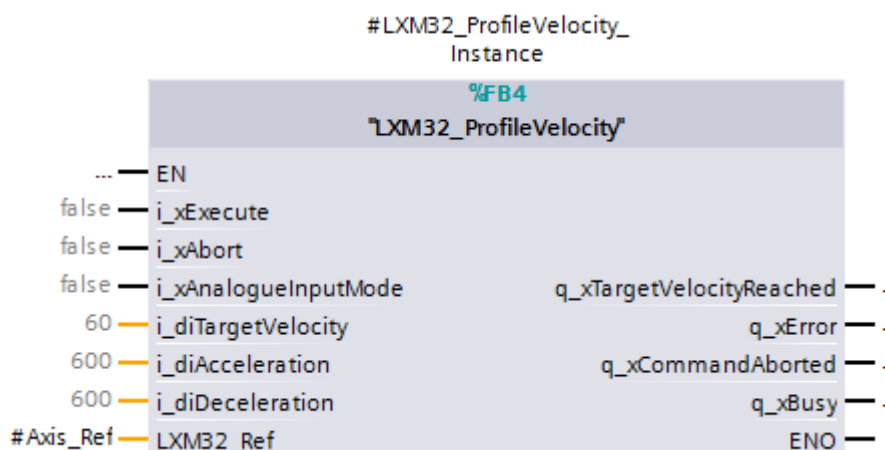 #LXM32_ProfileVelocity_
Instance
%FB4
"LXM32_ProfileVelocity"
... EN
false i_xExecute
false i_xAbort
false i_xAnalogueInputMode q_xTargetVelocityReached
60 i_diTargetVelocity q_xError
600 i_diAcceleration q_xCommandAborted
600 i_diDeceleration q_xBusy
#Axis_Ref LXM32_Ref ENO